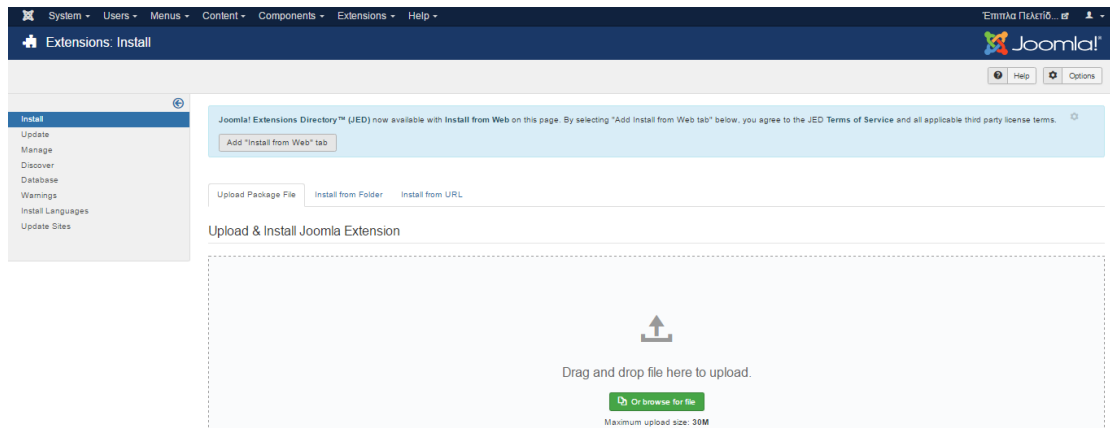 System Users Menus Content Components Extensions Help Έπιπλα Πελετίδ...
Extensions: Install Joomla!®
Help Options
Install
Update
Manage
Discover
Database
Warnings
Install Languages
Update Sites
Joomla! Extensions Directory™ (JED) now available with Install from Web on this page. By selecting "Add Install from Web tab" below, you agree to the JED Terms of Service and all applicable third party license terms.
Add "Install from Web" tab
Upload Package File Install from Folder Install from URL
Upload & Install Joomla Extension
Drag and drop file here to upload.
Or browse for file
Maximum upload size: 30M